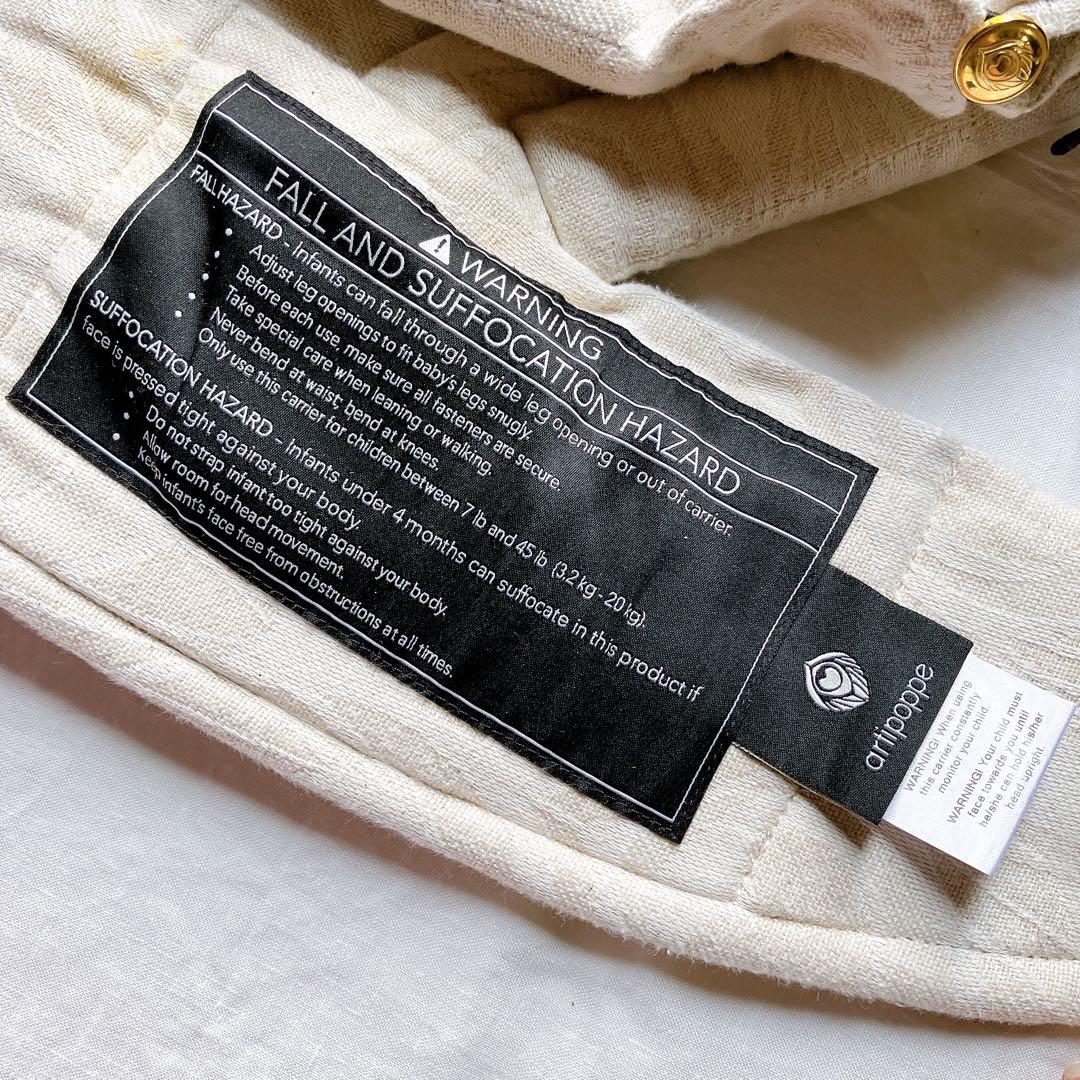 WARNING
FALL AND SUFFOCATION HAZARD
FALL HAZARD - Infants can fall through a wide leg opening or out of carrier.
• Adjust leg openings to fit baby's legs snugly.
• Before each use, make sure all fasteners are secure.
• Take special care when leaning or walking.
• Never bend at waist, bend at knees.
• Only use this carrier for children between 7 lb and 45 lb (3.2 kg - 20 kg).
SUFFOCATION HAZARD - Infants under 4 months can suffocate in this product if
face is pressed tight against your body.
• Do not strap infant too tight against your body.
• Allow room for head movement.
• Keep infant's face free from obstructions at all times.
artipoppe
WARNING! When using
this carrier constantly
monitor your child.
WARNING! Your child must
face towards you until
he/she can hold his/her
head upright.